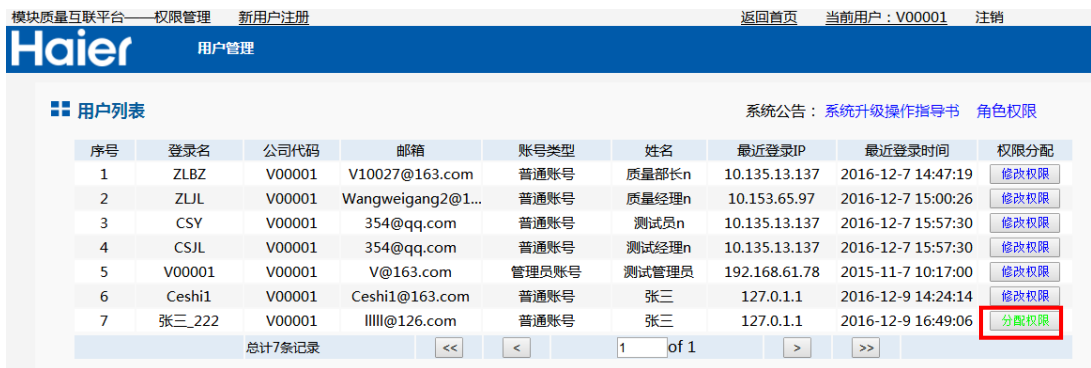 模块质量互联平台——权限管理 新用户注册 返回首页 当前用户：V00001 注销
Haier 用户管理
用户列表 系统公告： 系统升级操作指导书 角色权限
序号 登录名 公司代码 邮箱 账号类型 姓名 最近登录IP 最近登录时间 权限分配
1 ZLBZ V00001 V10027@163.com 普通账号 质量部长n 10.135.13.137 2016-12-7 14:47:19 修改权限
2 ZLJL V00001 Wangweigang2@1... 普通账号 质量经理n 10.153.65.97 2016-12-7 15:00:26 修改权限
3 CSY V00001 354@qq.com 普通账号 测试员n 10.135.13.137 2016-12-7 15:57:30 修改权限
4 CSJL V00001 354@qq.com 普通账号 测试经理n 10.135.13.137 2016-12-7 15:57:30 修改权限
5 V00001 V00001 V@163.com 管理员账号 测试管理员 192.168.61.78 2015-11-7 10:17:00 修改权限
6 Ceshi1 V00001 Ceshi1@163.com 普通账号 张三 127.0.1.1 2016-12-9 14:24:14 修改权限
7 张三_222 V00001 lllll@126.com 普通账号 张三 127.0.1.1 2016-12-9 16:49:06 分配权限
总计7条记录 << < 1 of 1 > >>